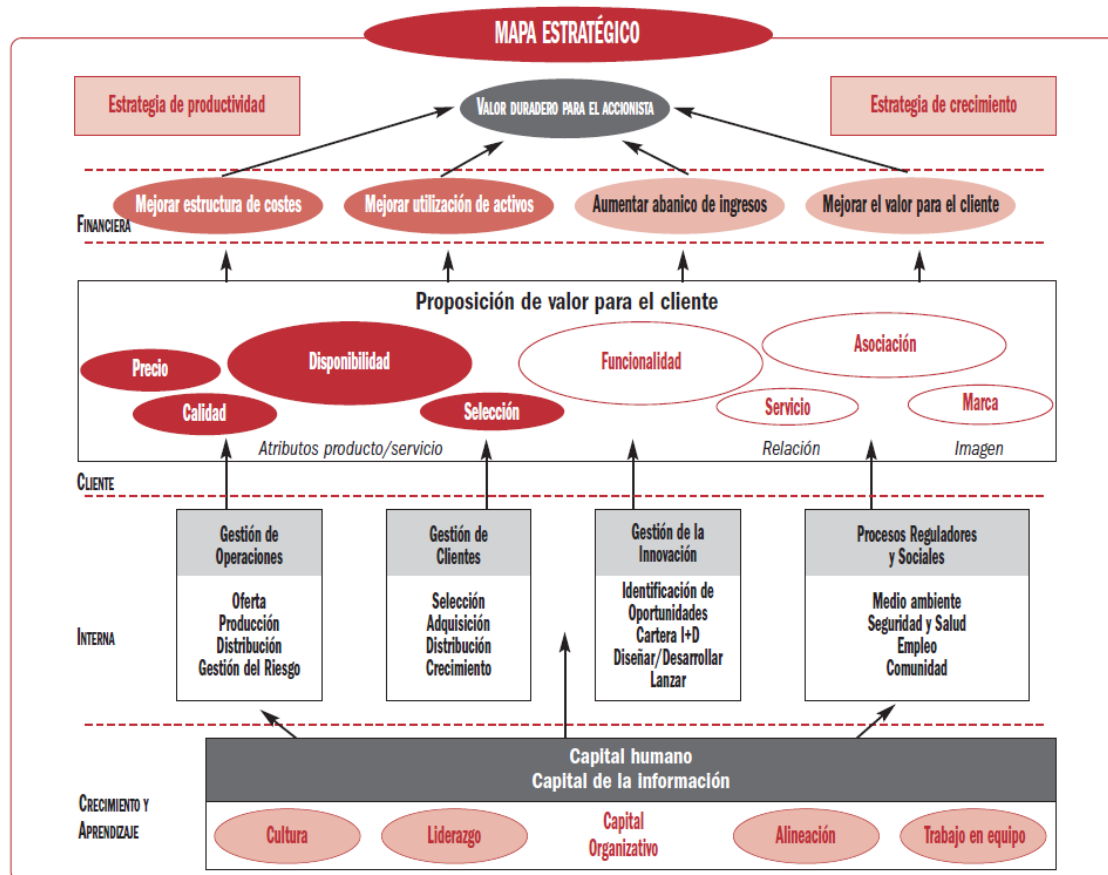 MAPA ESTRATÉGICO
Estrategia de productividad
VALOR DURADERO PARA EL ACCIONISTA
Estrategia de crecimiento
Mejorar estructura de costes
Mejorar utilización de activos
Aumentar abanico de ingresos
Mejorar el valor para el cliente
FINANCIERA
Proposición de valor para el cliente
Precio
Disponibilidad
Funcionalidad
Asociación
Calidad
Selección
Servicio
Marca
Atributos producto/servicio
Relación
Imagen
CLIENTE
Gestión de
Operaciones
Oferta
Producción
Distribución
Gestión del Riesgo
Gestión de
Clientes
Selección
Adquisición
Distribución
Crecimiento
Gestión de la
Innovación
Identificación de
Oportunidades
Cartera I+D
Diseñar/Desarrollar
Lanzar
Procesos Reguladores
y Sociales
Medio ambiente
Seguridad y Salud
Empleo
Comunidad
INTERNA
Capital humano
Capital de la información
CRECIMIENTO Y
APRENDIZAJE
Cultura
Liderazgo
Capital
Organizativo
Alineación
Trabajo en equipo